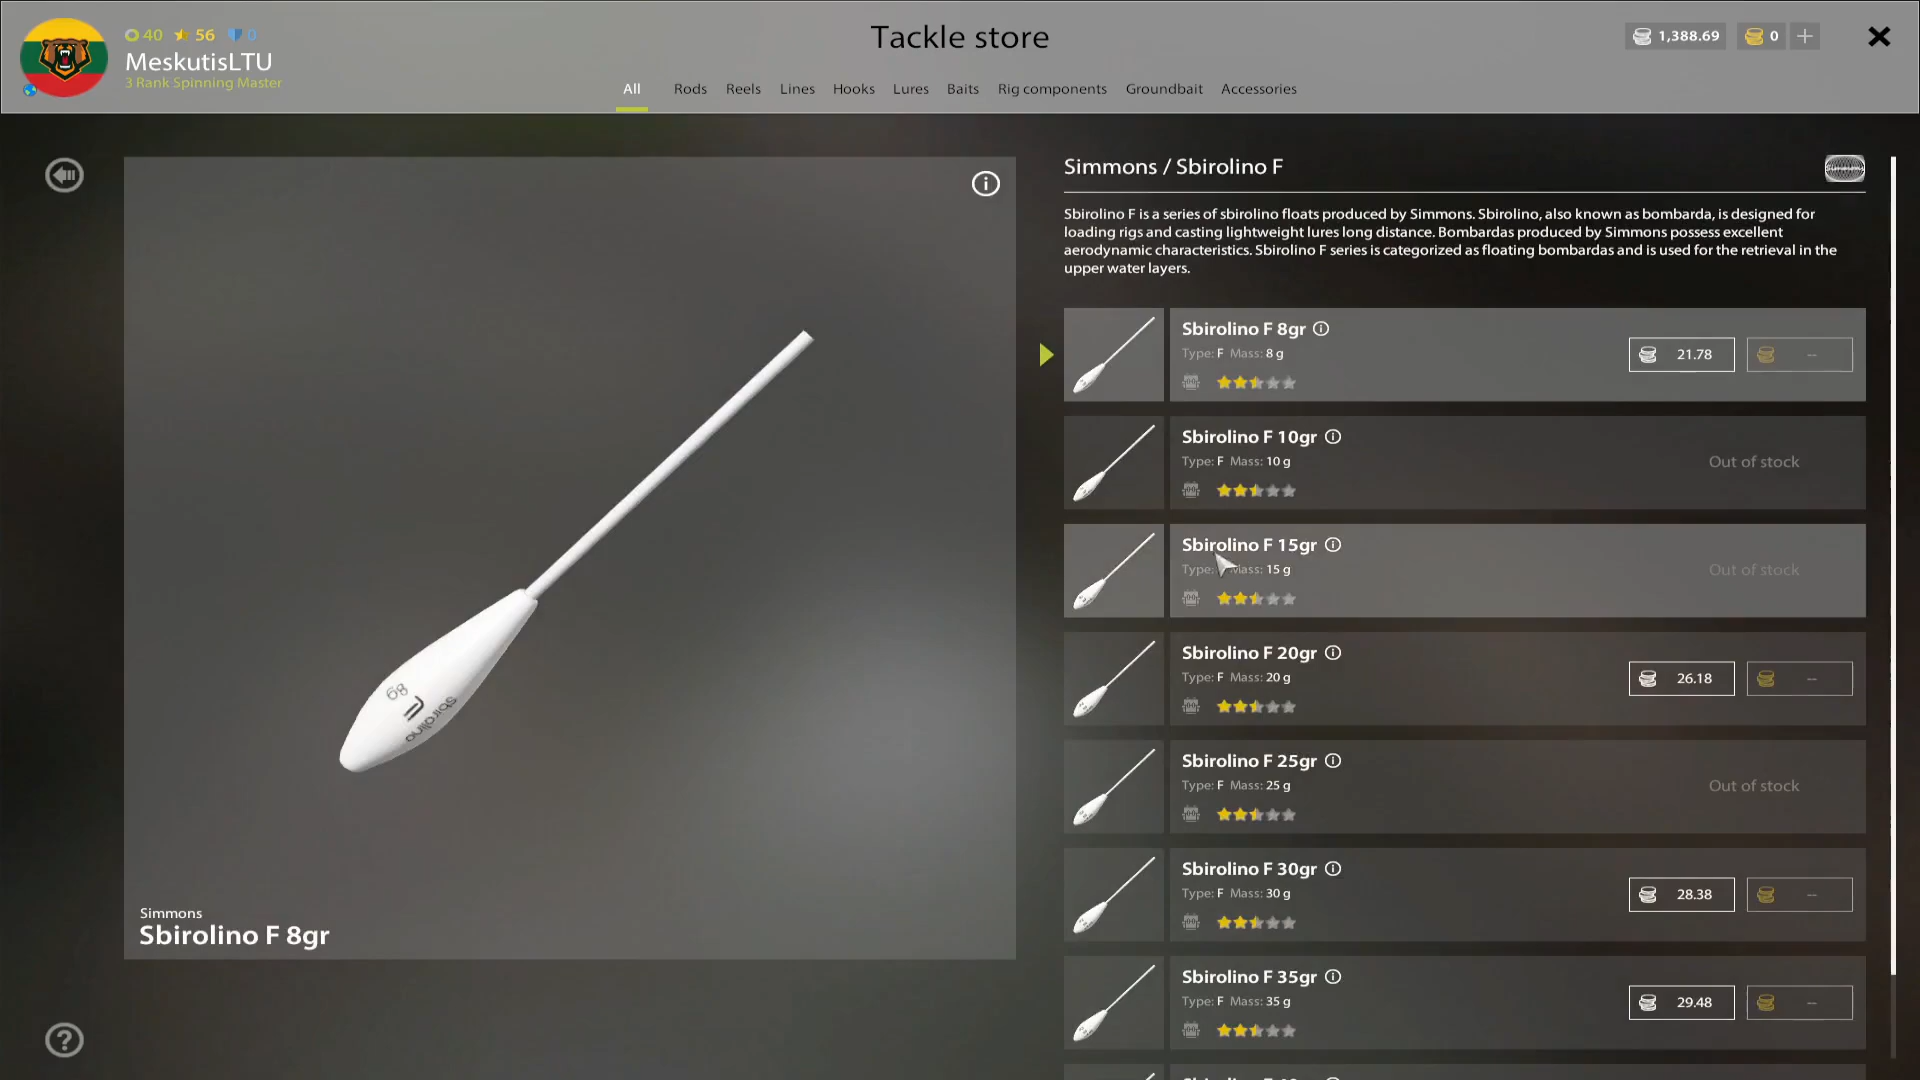 40 56 0
MeskutisLTU
3 Rank Spinning Master
Tackle store
1,388.69 0
All Rods Reels Lines Hooks Lures Baits Rig components Groundbait Accessories
8g
Sbirolino
Simmons
Sbirolino F 8gr
Simmons / Sbirolino F
Sbirolino F is a series of sbirolino floats produced by Simmons. Sbirolino, also known as bombarda, is designed for
loading rigs and casting lightweight lures long distance. Bombardas produced by Simmons possess excellent
aerodynamic characteristics. Sbirolino F series is categorized as floating bombardas and is used for the retrieval in the
upper water layers.
Sbirolino F 8gr
Type: F Mass: 8 g
21.78 --
Sbirolino F 10gr
Type: F Mass: 10 g
Out of stock
Sbirolino F 15gr
Type: Mass: 15 g
Out of stock
Sbirolino F 20gr
Type: F Mass: 20 g
26.18 --
Sbirolino F 25gr
Type: F Mass: 25 g
Out of stock
Sbirolino F 30gr
Type: F Mass: 30 g
28.38 --
Sbirolino F 35gr
Type: F Mass: 35 g
29.48 --